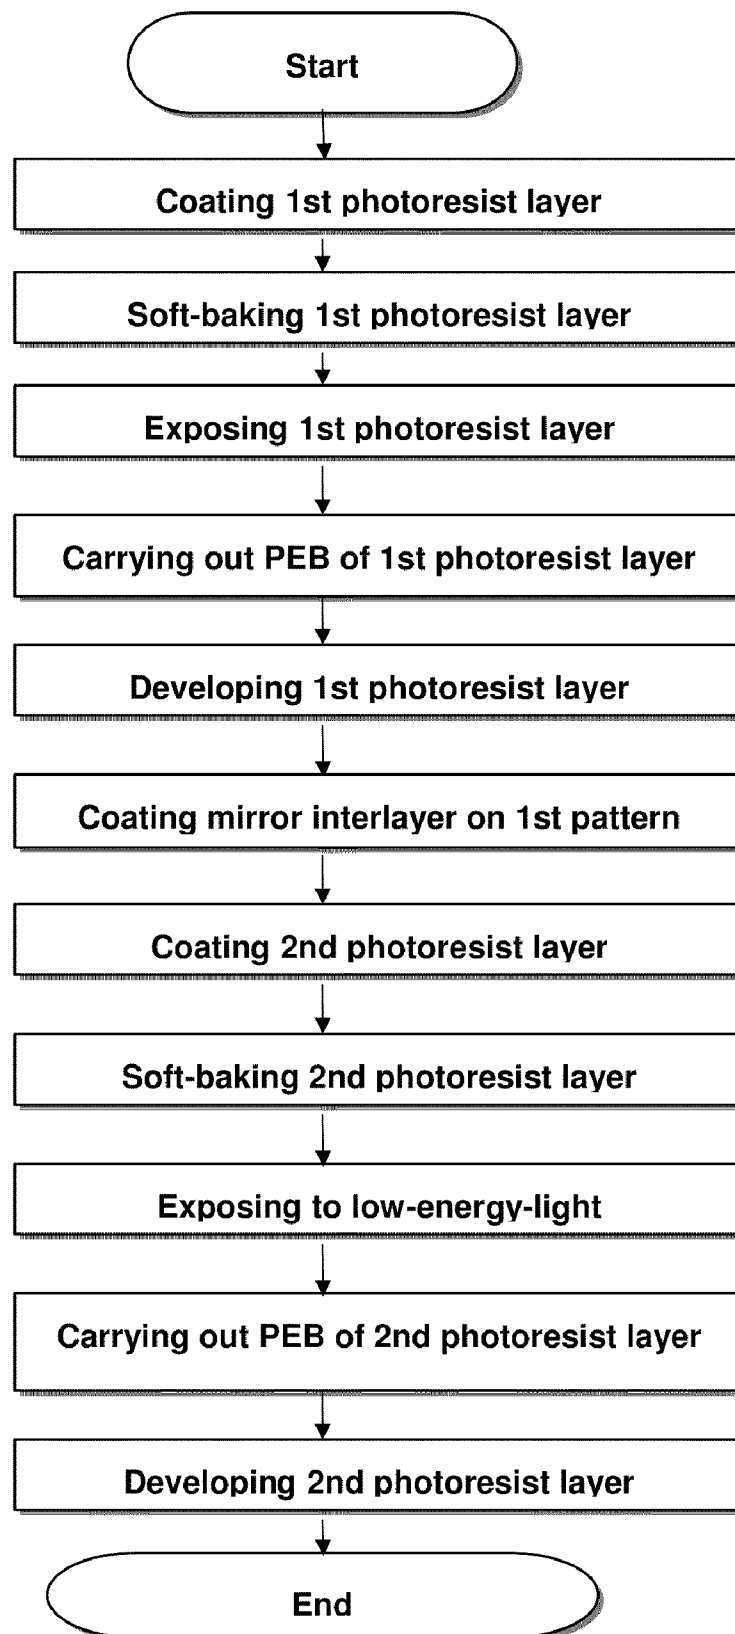 Start
Coating 1st photoresist layer
Soft-baking 1st photoresist layer
Exposing 1st photoresist layer
Carrying out PEB of 1st photoresist layer
Developing 1st photoresist layer
Coating mirror interlayer on 1st pattern
Coating 2nd photoresist layer
Soft-baking 2nd photoresist layer
Exposing to low-energy-light
Carrying out PEB of 2nd photoresist layer
Developing 2nd photoresist layer
End